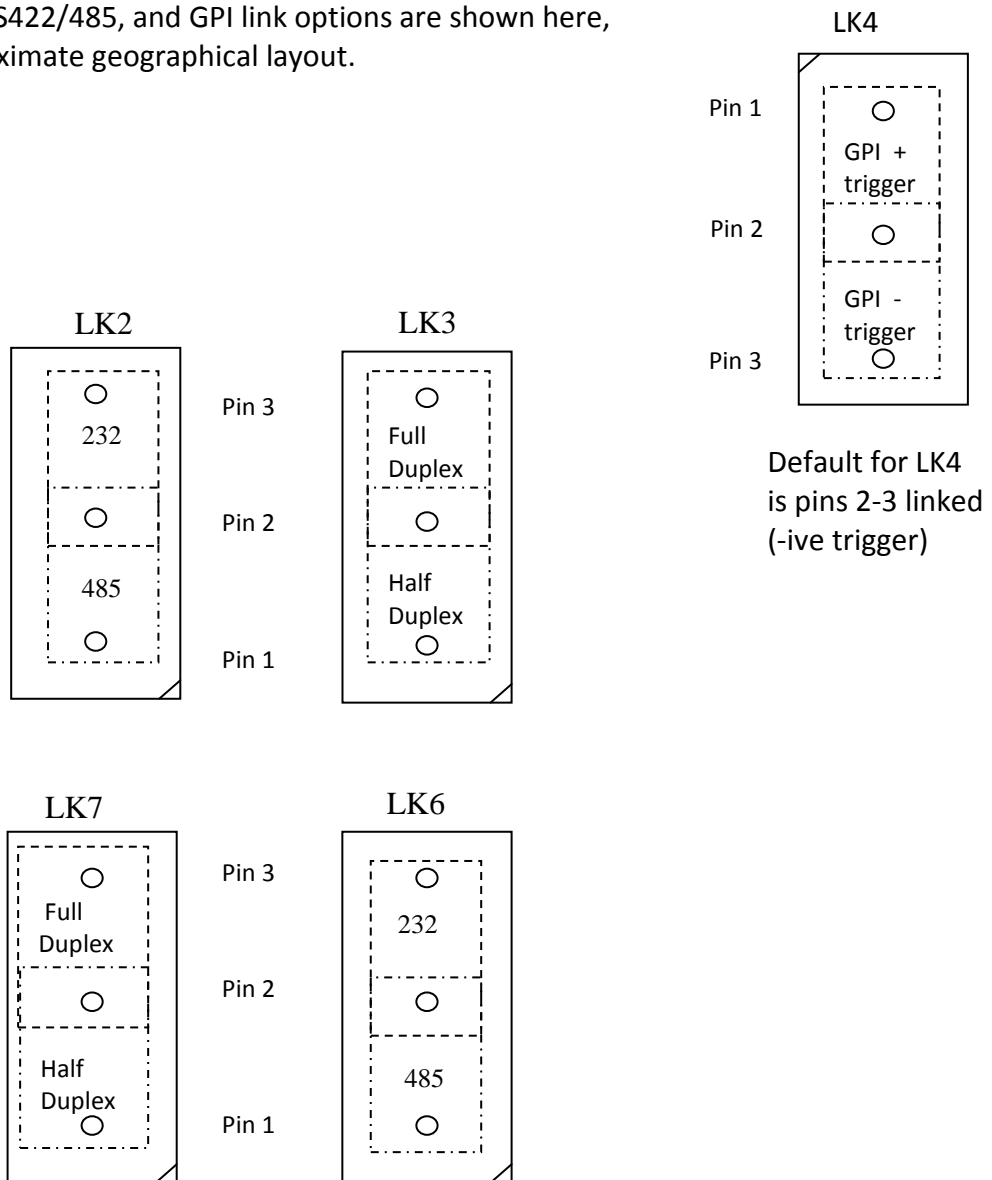 S422/485, and GPI link options are shown here,
ximate geographical layout.
LK4
Pin 1
GPI +
trigger
Pin 2
GPI -
trigger
Pin 3
Default for LK4
is pins 2-3 linked
(-ive trigger)
LK2
LK3
232
Pin 3
Full
Duplex
Pin 2
485
Half
Duplex
Pin 1
LK7
LK6
Pin 3
Full
Duplex
232
Pin 2
Half
Duplex
485
Pin 1